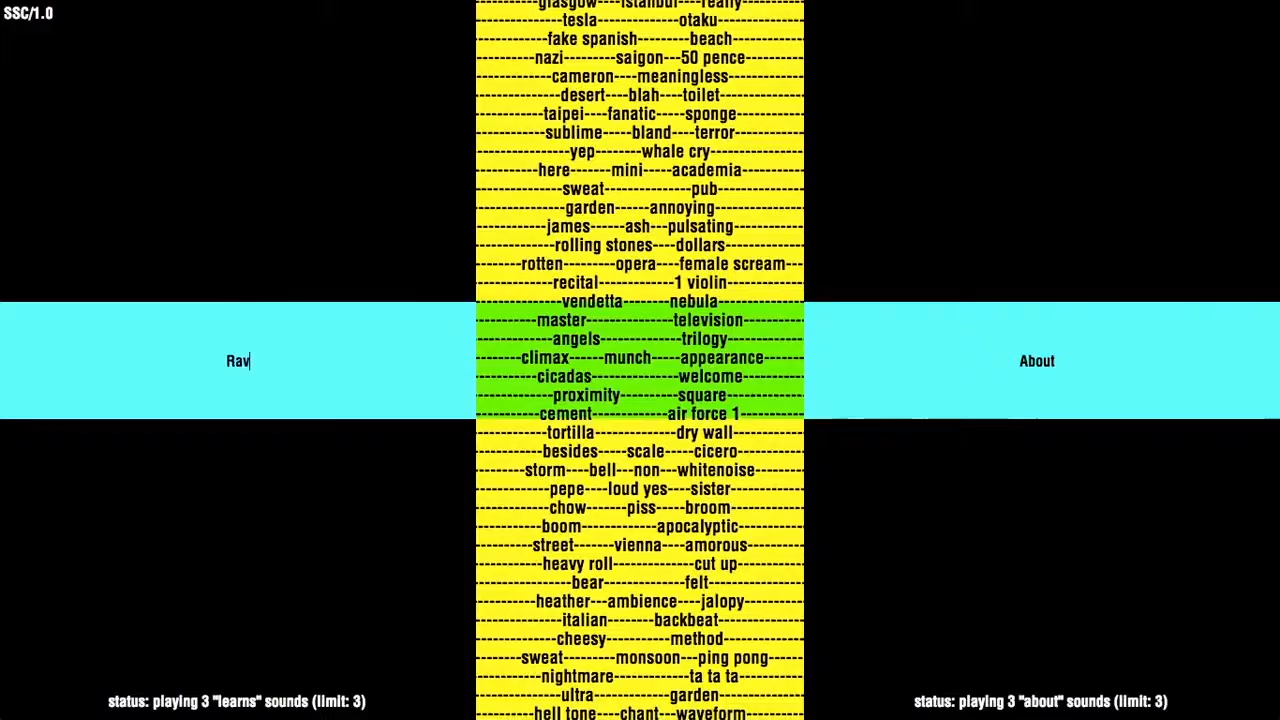 SSC/1.0
glasgow----istanbul---really
tesla-------------otaku
fake spanish---------beach
nazi---------saigon---50 pence
cameron----meaningless
desert----blah----toilet
taipei----fanatic-----sponge
sublime-----bland----terror
yep--------whale cry
here-------mini-----academia
sweat--------------pub
garden------annoying
james------ash---pulsating
rolling stones----dollars
rotten---------opera----female scream
recital-------------1 violin
vendetta--------nebula
master---------------television
angels--------------trilogy
climax------munch-----appearance
cicadas---------------welcome
proximity----------square
cement-------------air force 1
Rav
About
tortilla--------------dry wall
besides-----scale-----cicero
storm----bell---non---whitenoise
pepe----loud yes----sister
chow-------piss-----broom
boom-------------apocalyptic
street-------vienna----amorous
heavy roll--------------cut up
bear--------------felt
heather---ambience----jalopy
italian--------backbeat
cheesy-----------method
sweat---------monsoon---ping pong
nightmare-------------ta ta ta
ultra-------------garden
hell tone----chant---waveform
status: playing 3 "learns" sounds (limit: 3)
status: playing 3 "about" sounds (limit: 3)